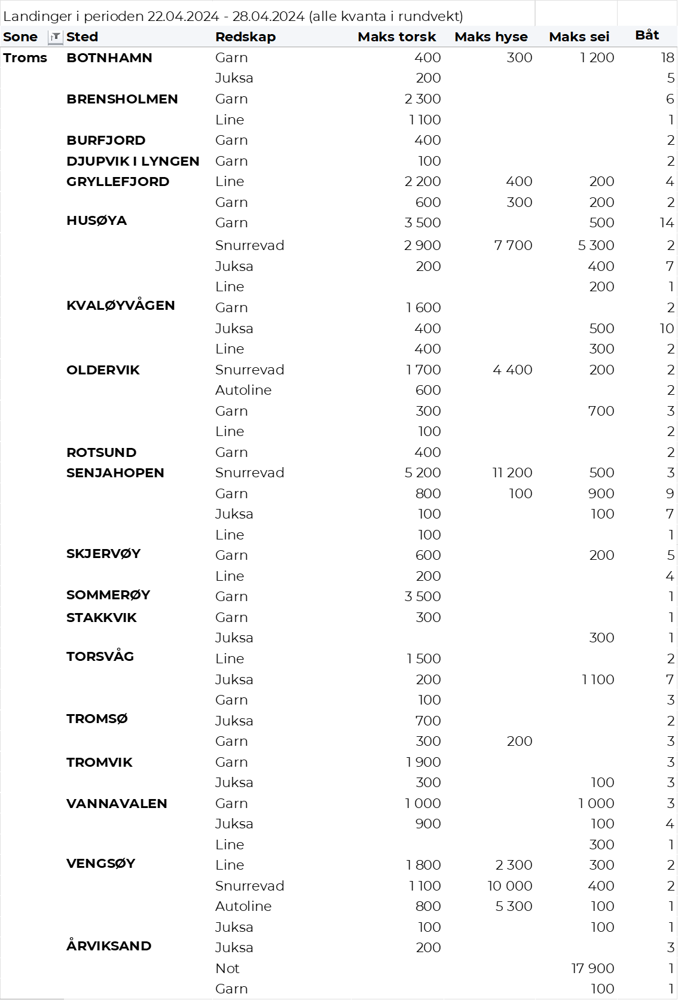 Landinger i perioden 22.04.2024 - 28.04.2024 (alle kvanta i rundvekt)
Sone Sted Redskap Maks torsk Maks hyse Maks sei Båt
Troms BOTNHAMN Garn 400 300 1 200 18
Juksa 200 5
BRENSHOLMEN Garn 2 300 6
Line 1 100 1
BURFJORD Garn 400 2
DJUPVIK I LYNGEN Garn 100 2
GRYLLEFJORD Line 2 200 400 200 4
Garn 600 300 200 2
HUSØYA Garn 3 500 500 14
Snurrevad 2 900 7 700 5 300 2
Juksa 200 400 7
Line 200 1
KVALØYVÅGEN Garn 1 600 2
Juksa 400 500 10
Line 400 300 2
OLDERVIK Snurrevad 1 700 4 400 200 2
Autoline 600 2
Garn 300 700 3
Line 100 2
ROTSUND Garn 400 2
SENJAHOPEN Snurrevad 5 200 11 200 500 3
Garn 800 100 900 9
Juksa 100 100 7
Line 100 1
SKJERVØY Garn 600 200 5
Line 200 4
SOMMERØY Garn 3 500 1
STAKKVIK Garn 300 1
Juksa 300 1
TORSVÅG Line 1 500 2
Juksa 200 1 100 7
Garn 100 3
TROMSØ Juksa 700 2
Garn 300 200 3
TROMVIK Garn 1 900 3
Juksa 300 100 3
VANNAVALEN Garn 1 000 1 000 3
Juksa 900 100 4
Line 300 1
VENGSØY Line 1 800 2 300 300 2
Snurrevad 1 100 10 000 400 2
Autoline 800 5 300 100 1
Juksa 100 100 1
ÅRVIKSAND Juksa 200 3
Not 17 900 1
Garn 100 1